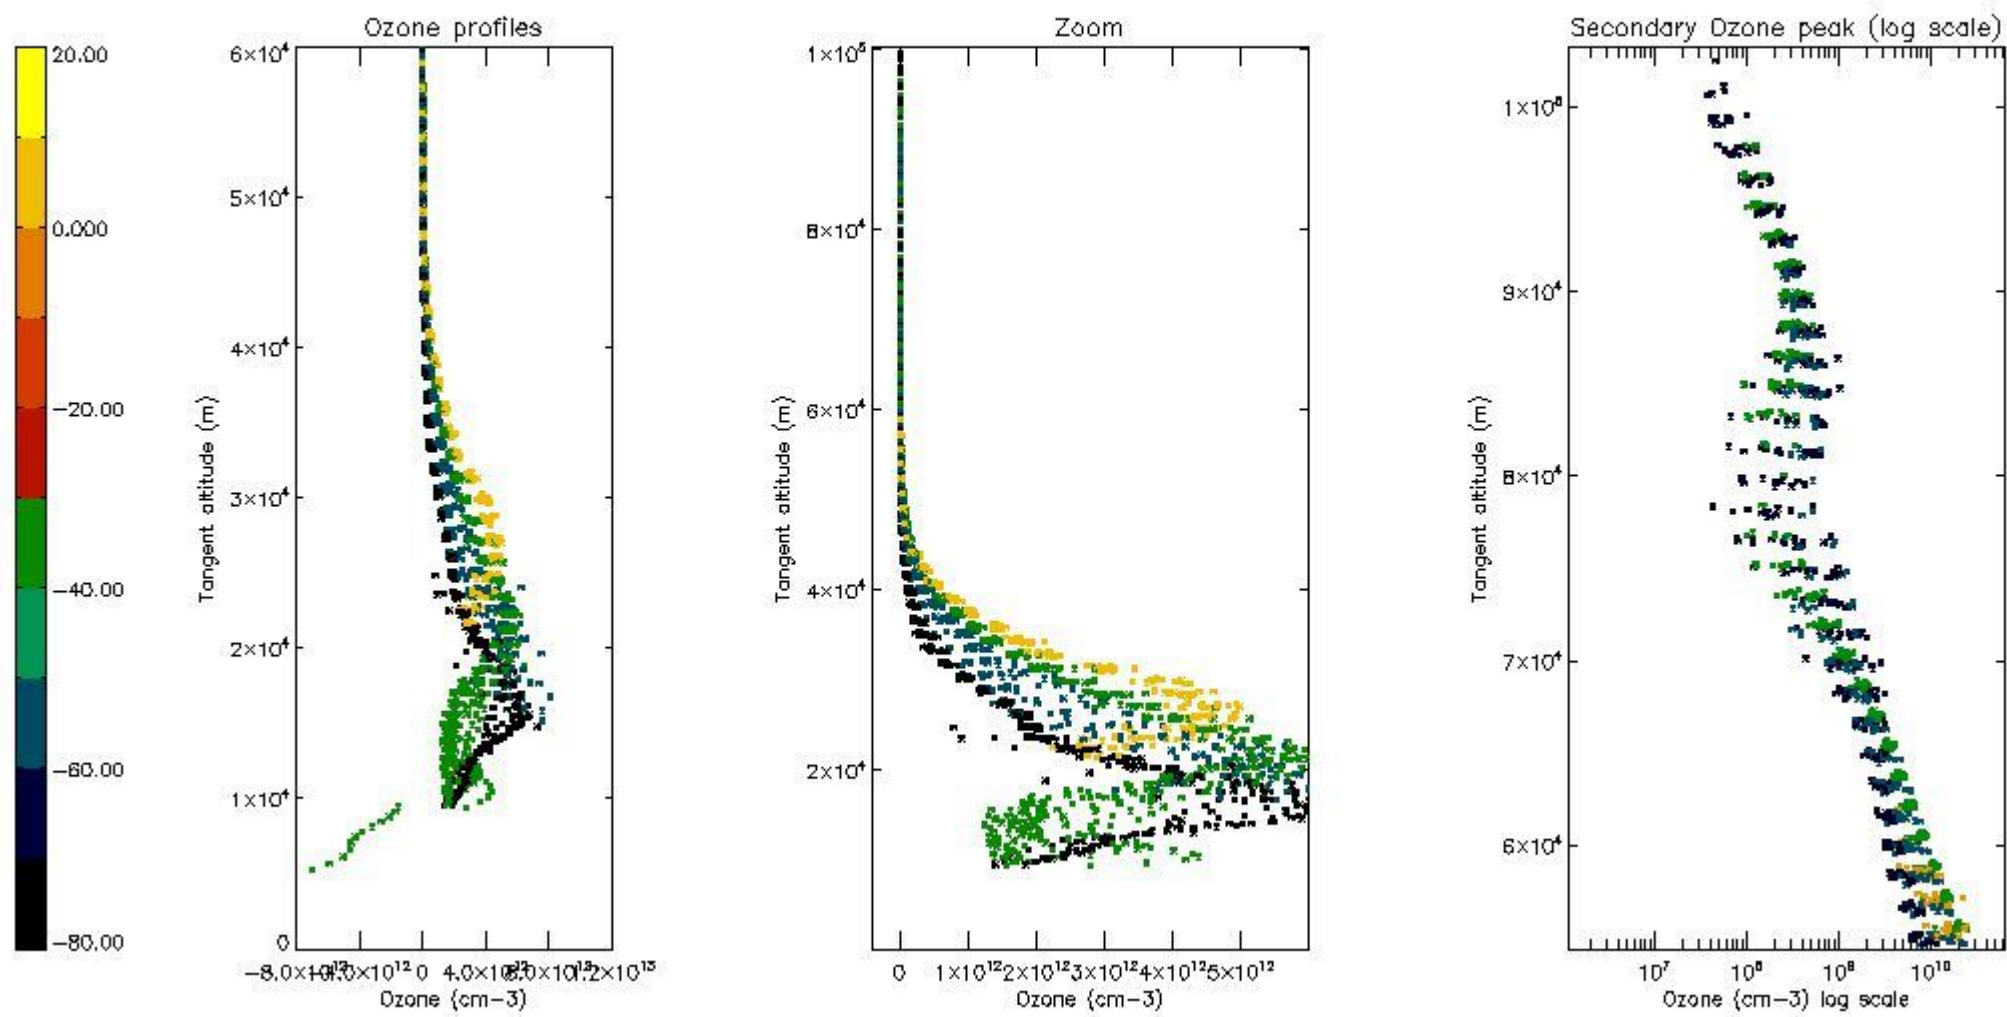 Ozone profiles
Zoom
Secondary Ozone peak (log scale)
20.00
0.000
−20.00
−40.00
−60.00
−80.00
6×10⁴
5×10⁴
4×10⁴
3×10⁴
2×10⁴
1×10⁴
0
Tangent altitude (m)
0
Ozone (cm−3)
1×10⁵
8×10⁴
6×10⁴
4×10⁴
2×10⁴
Tangent altitude (m)
0 1×10¹² 2×10¹² 3×10¹² 4×10¹² 5×10¹²
Ozone (cm−3)
9×10⁴
8×10⁴
7×10⁴
6×10⁴
Tangent altitude (m)
10⁷ 10⁸ 10⁹ 10¹⁰
Ozone (cm−3) log scale